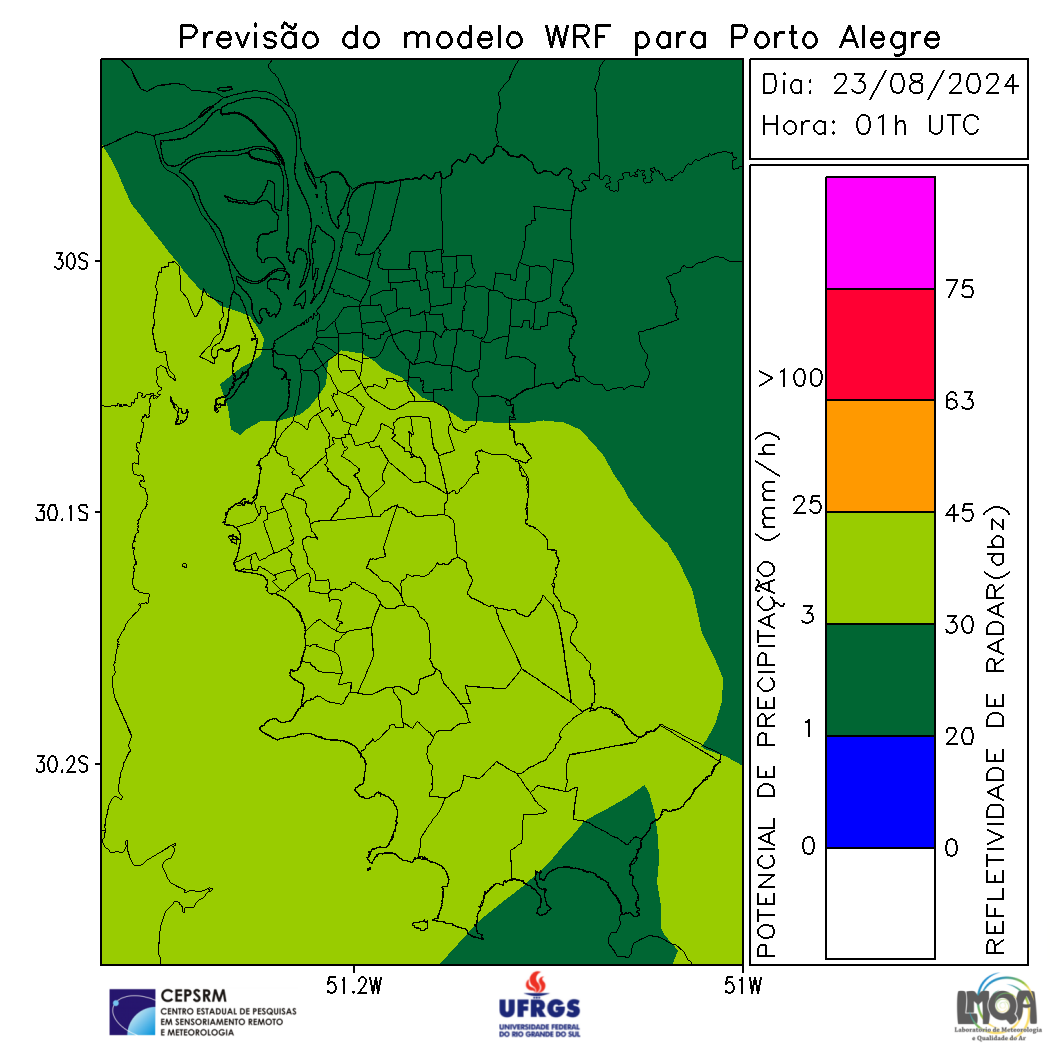 Previsão do modelo WRF para Porto Alegre
Dia: 23/08/2024
Hora: 01h UTC
30S
30.1S
30.2S
51.2W
51W
POTENCIAL DE PRECIPITAÇÃO (mm/h)
>100
25
3
1
0
75
63
45
30
20
0
REFLETIVIDADE DE RADAR(dbz)
CEPSRM
CENTRO ESTADUAL DE PESQUISAS
EM SENSORIAMENTO REMOTO
E METEOROLOGIA
UFRGS
UNIVERSIDADE FEDERAL
DO RIO GRANDE DO SUL
LMQA
Laboratório de Meteorologia
e Qualidade do Ar